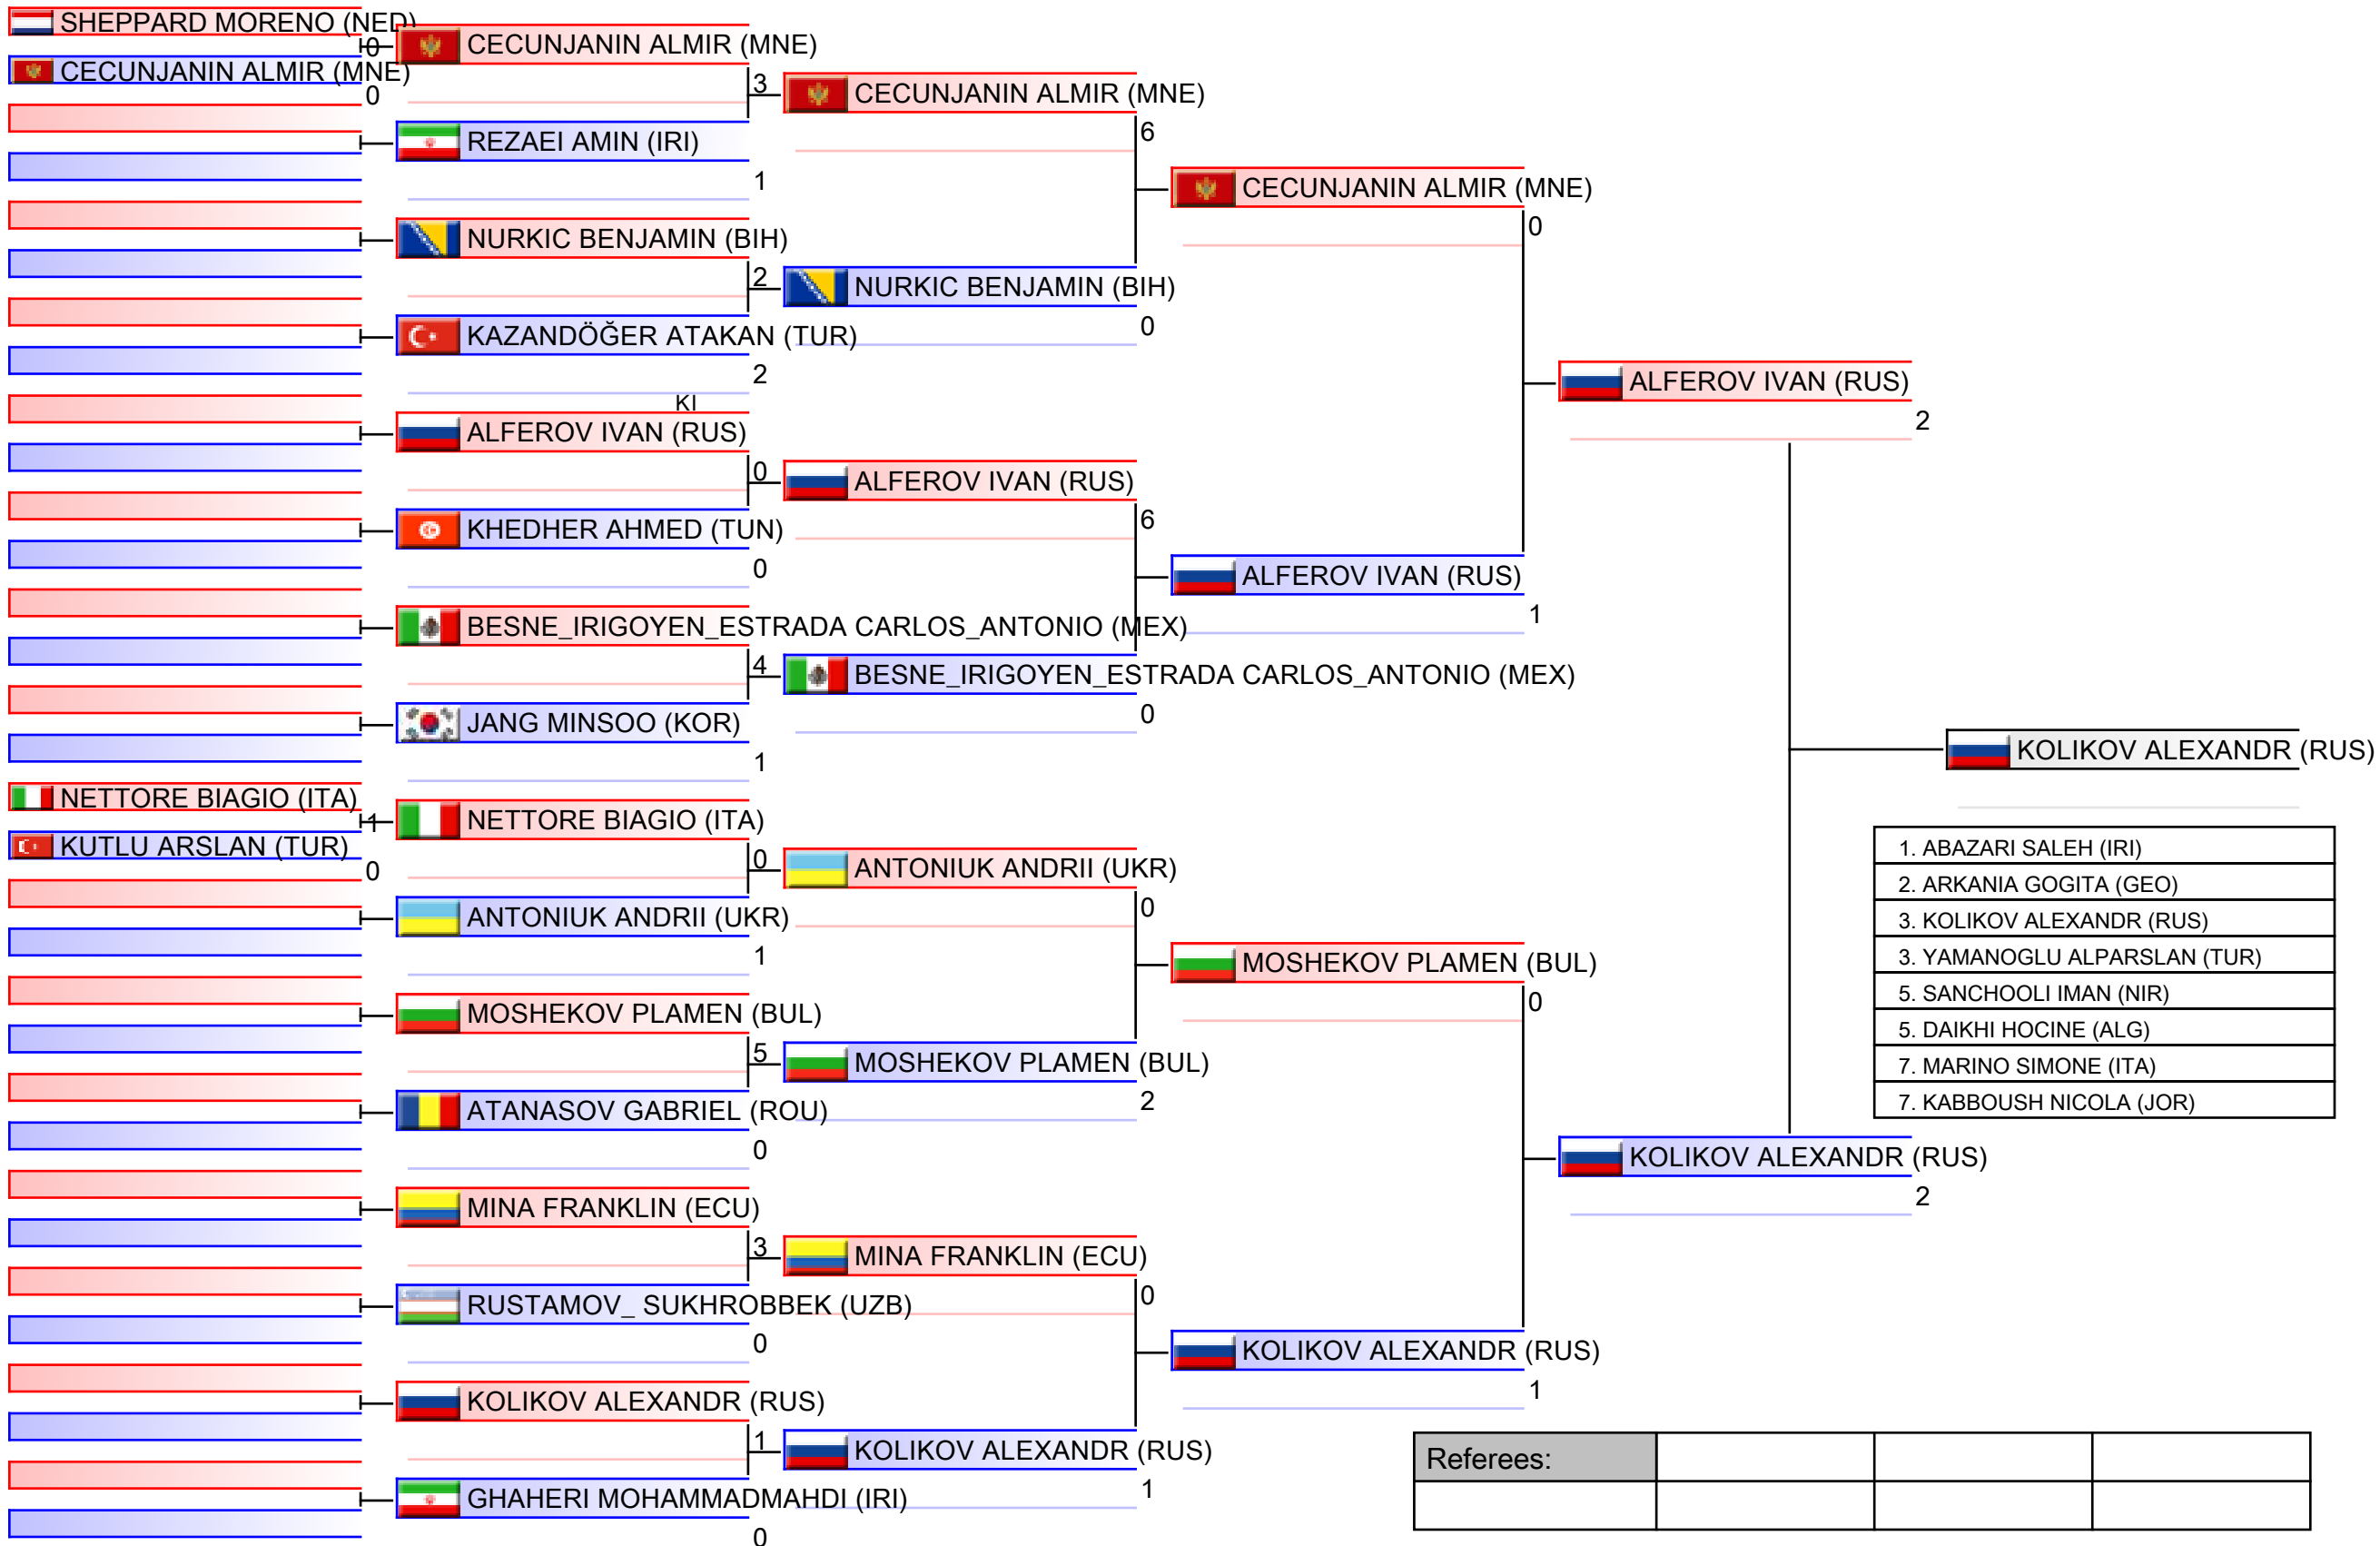 SHEPPARD MORENO (NED)
0
CECUNJANIN ALMIR (MNE)
0
NETTORE BIAGIO (ITA)
1
KUTLU ARSLAN (TUR)
0
CECUNJANIN ALMIR (MNE)
3
REZAEI AMIN (IRI)
1
NURKIC BENJAMIN (BIH)
2
KAZANDÖĞER ATAKAN (TUR)
2
KI
ALFEROV IVAN (RUS)
0
KHEDHER AHMED (TUN)
0
BESNE_IRIGOYEN_ESTRADA CARLOS_ANTONIO (MEX)
4
JANG MINSOO (KOR)
1
NETTORE BIAGIO (ITA)
0
ANTONIUK ANDRII (UKR)
1
MOSHEKOV PLAMEN (BUL)
5
ATANASOV GABRIEL (ROU)
0
MINA FRANKLIN (ECU)
3
RUSTAMOV_ SUKHROBBEK (UZB)
0
KOLIKOV ALEXANDR (RUS)
1
GHAHERI MOHAMMADMAHDI (IRI)
0
CECUNJANIN ALMIR (MNE)
6
NURKIC BENJAMIN (BIH)
0
ALFEROV IVAN (RUS)
6
BESNE_IRIGOYEN_ESTRADA CARLOS_ANTONIO (MEX)
0
ANTONIUK ANDRII (UKR)
0
MOSHEKOV PLAMEN (BUL)
2
MINA FRANKLIN (ECU)
0
KOLIKOV ALEXANDR (RUS)
1
CECUNJANIN ALMIR (MNE)
0
ALFEROV IVAN (RUS)
1
MOSHEKOV PLAMEN (BUL)
0
KOLIKOV ALEXANDR (RUS)
1
ALFEROV IVAN (RUS)
2
KOLIKOV ALEXANDR (RUS)
2
KOLIKOV ALEXANDR (RUS)
1. ABAZARI SALEH (IRI)
2. ARKANIA GOGITA (GEO)
3. KOLIKOV ALEXANDR (RUS)
3. YAMANOGLU ALPARSLAN (TUR)
5. SANCHOOLI IMAN (NIR)
5. DAIKHI HOCINE (ALG)
7. MARINO SIMONE (ITA)
7. KABBOUSH NICOLA (JOR)
Referees: